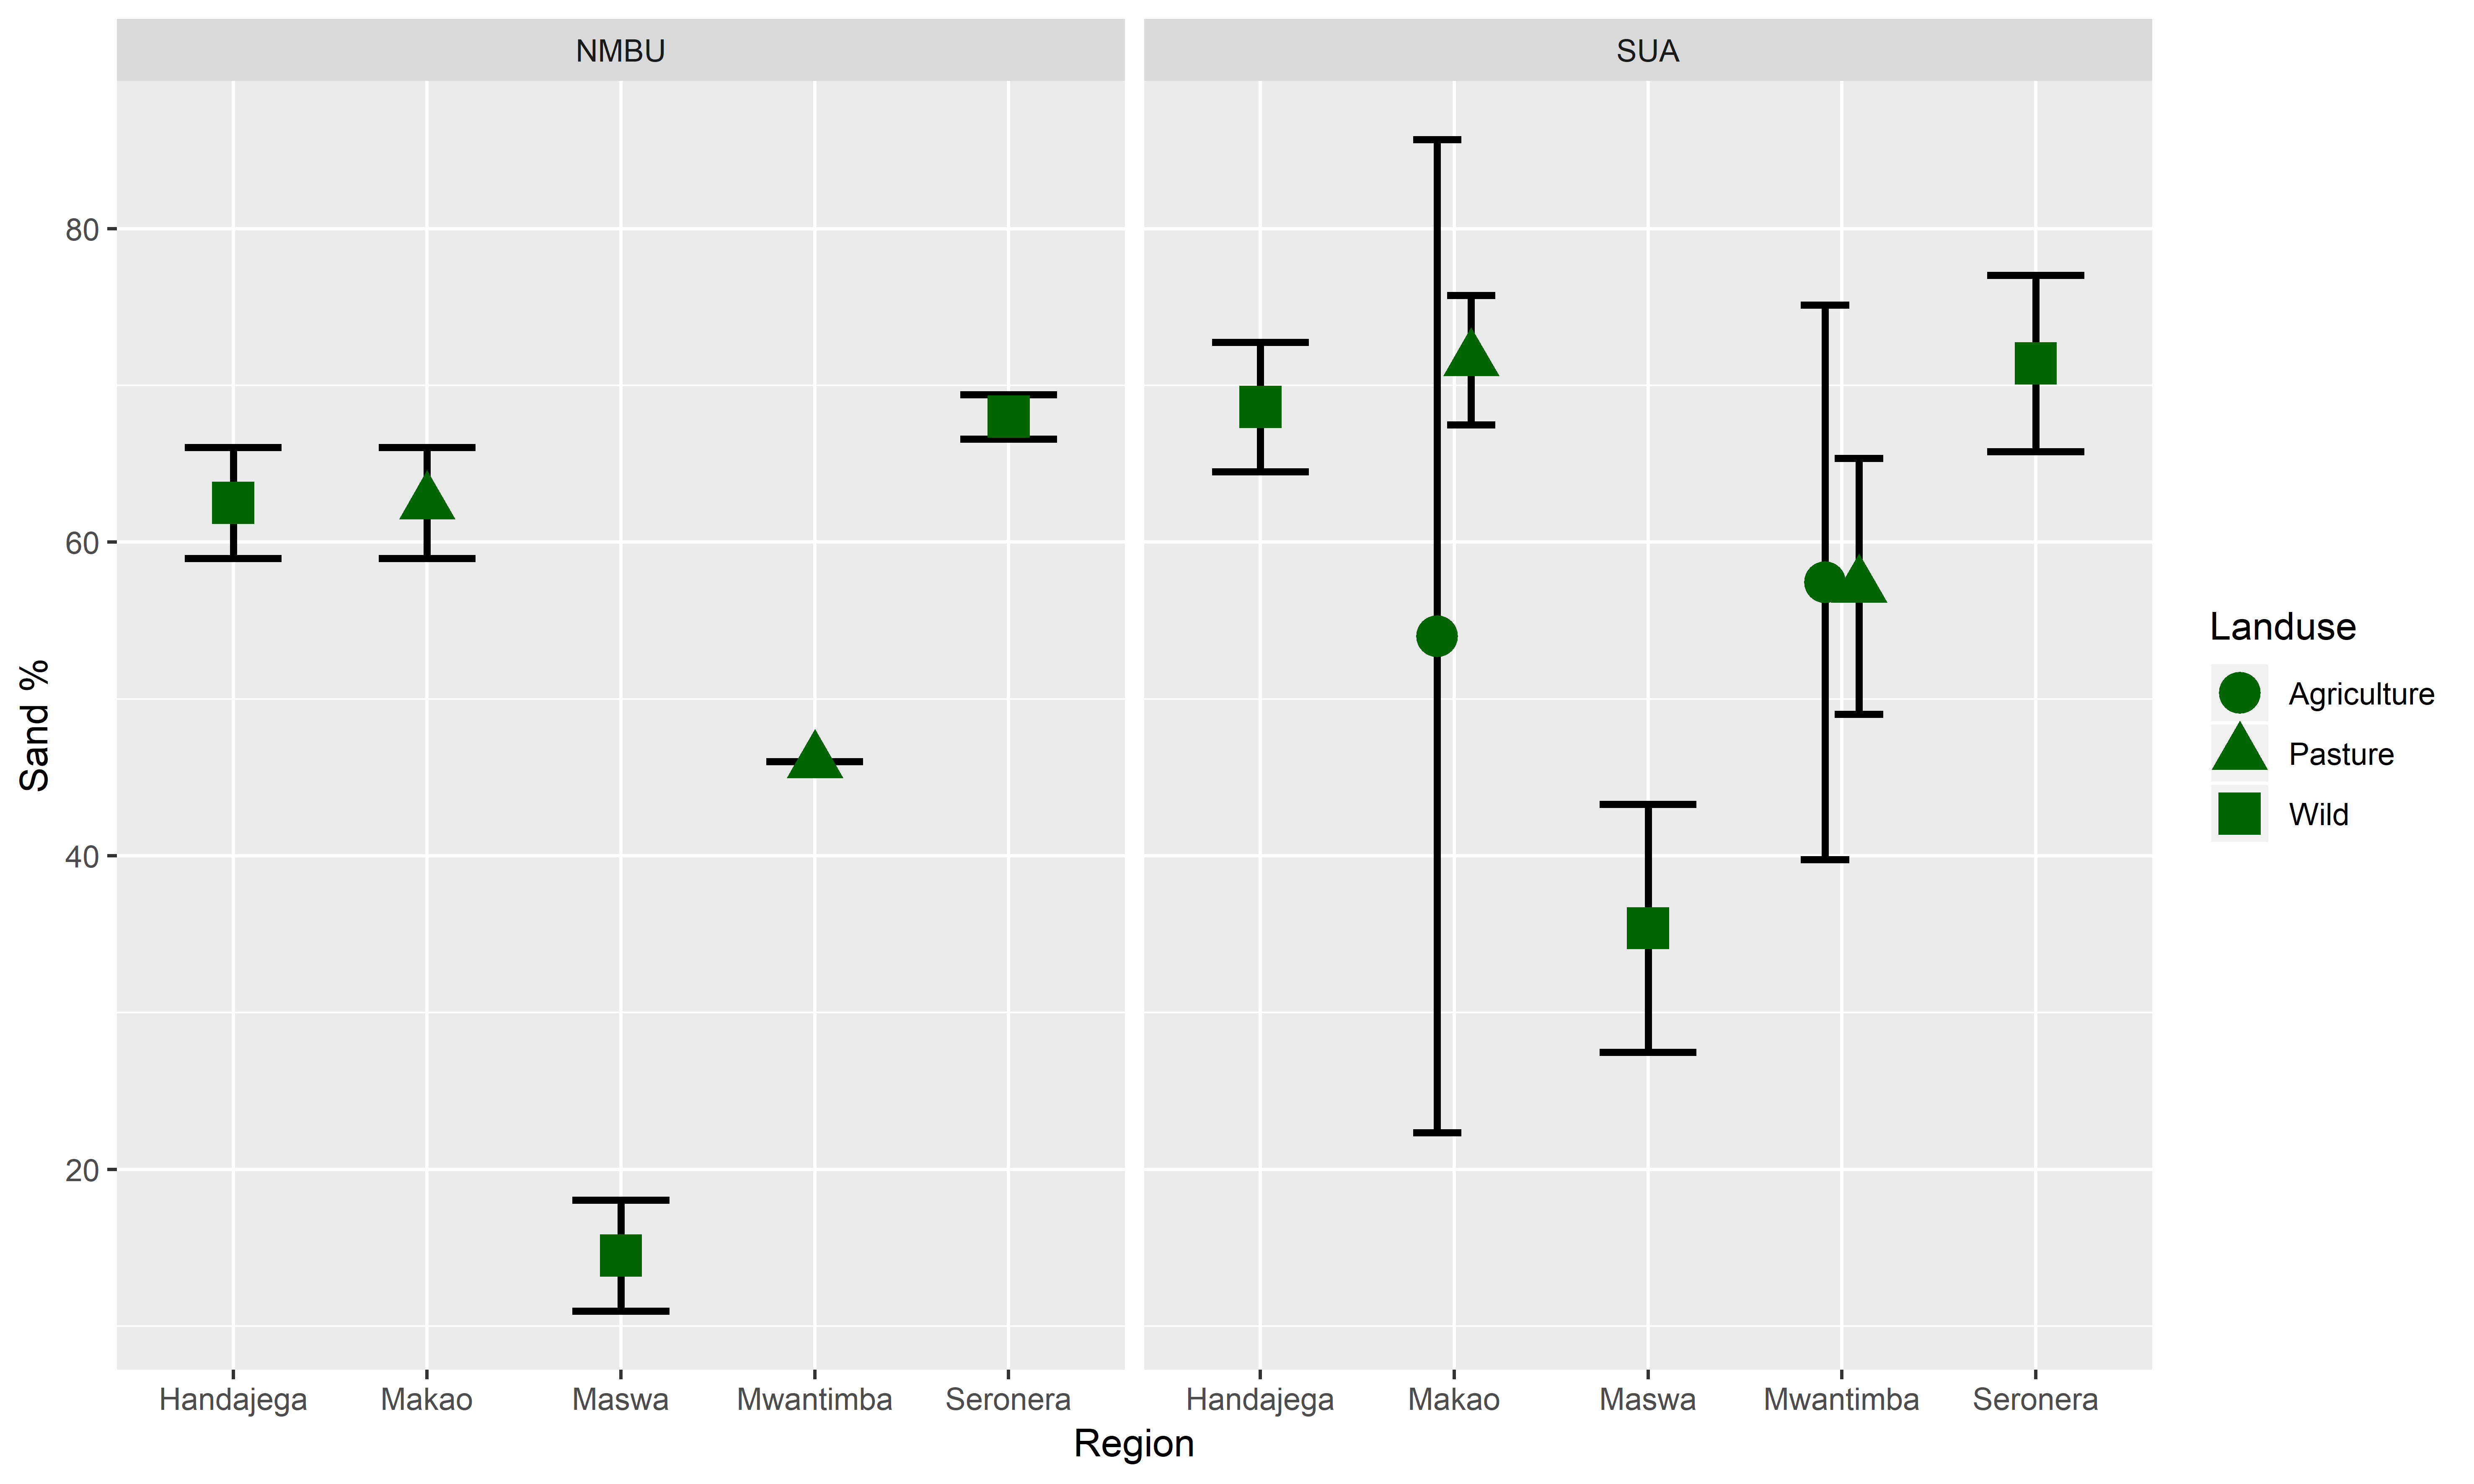 NMBU
SUA
Sand %
80
60
40
20
Handajega Makao Maswa Mwantimba Seronera
Handajega Makao Maswa Mwantimba Seronera
Region
Landuse
Agriculture
Pasture
Wild